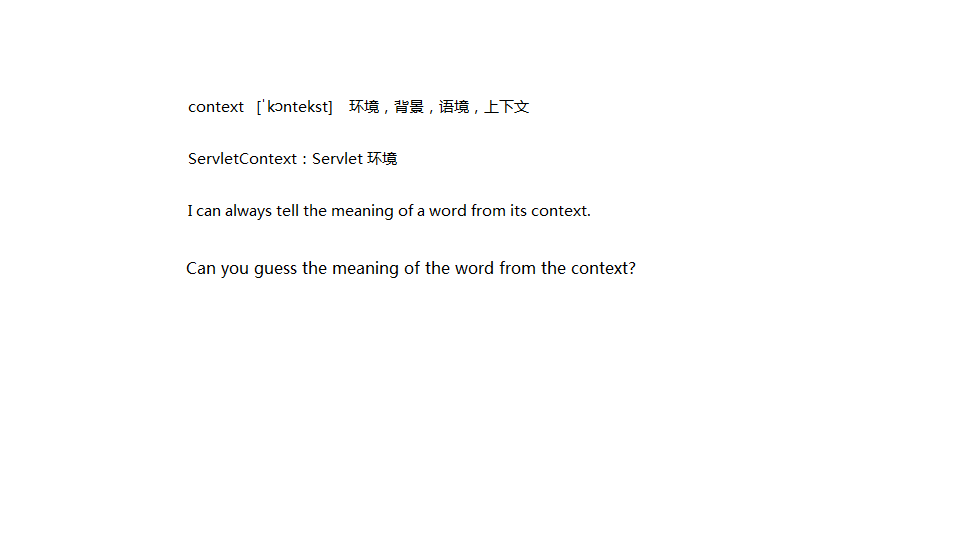 context [ˈkɔntekst] 环境，背景，语境，上下文
ServletContext：Servlet 环境
I can always tell the meaning of a word from its context.
Can you guess the meaning of the word from the context?